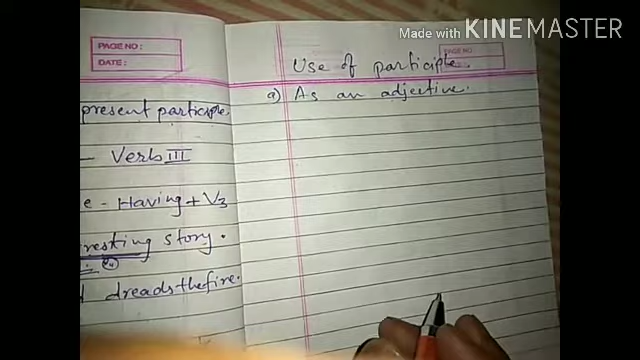 Made with KINEMASTER
PAGE NO :
DATE :
present participle
- Verb III
e - Having + V3
resting story.
dreads the fire.
PAGE NO :
Use of participle.
a) As an adjective.